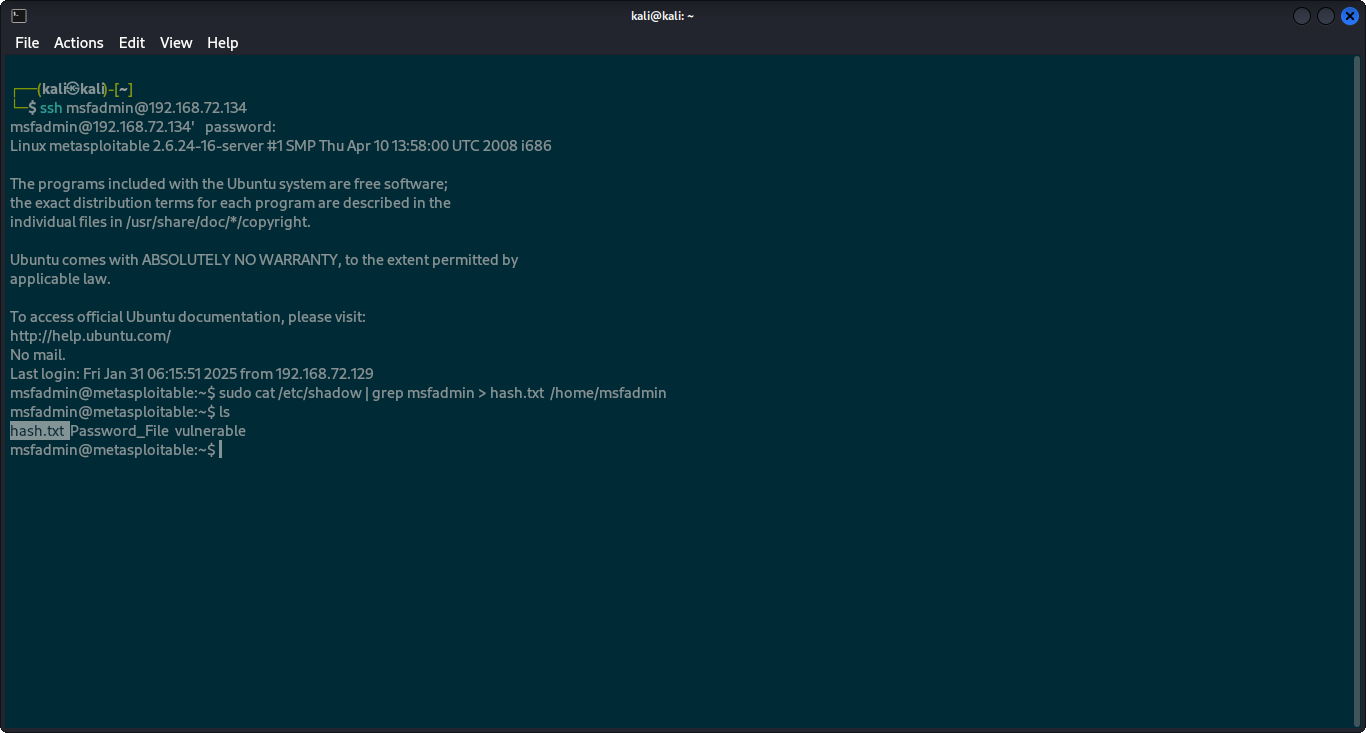 kali@kali: ~
File Actions Edit View Help
┌──(kali㉿kali)-[~]
└─$ ssh msfadmin@192.168.72.134
msfadmin@192.168.72.134' password:
Linux metasploitable 2.6.24-16-server #1 SMP Thu Apr 10 13:58:00 UTC 2008 i686
The programs included with the Ubuntu system are free software;
the exact distribution terms for each program are described in the
individual files in /usr/share/doc/*/copyright.
Ubuntu comes with ABSOLUTELY NO WARRANTY, to the extent permitted by
applicable law.
To access official Ubuntu documentation, please visit:
http://help.ubuntu.com/
No mail.
Last login: Fri Jan 31 06:15:51 2025 from 192.168.72.129
msfadmin@metasploitable:~$ sudo cat /etc/shadow | grep msfadmin > hash.txt /home/msfadmin
msfadmin@metasploitable:~$ ls
hash.txt Password_File vulnerable
msfadmin@metasploitable:~$